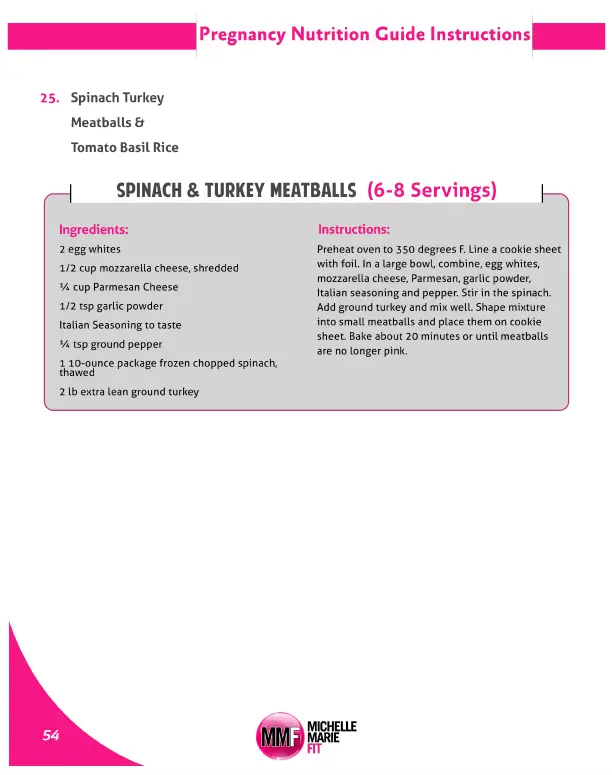 Pregnancy Nutrition Guide Instructions
25. Spinach Turkey
Meatballs &
Tomato Basil Rice
SPINACH & TURKEY MEATBALLS (6-8 Servings)
Ingredients:
2 egg whites
1/2 cup mozzarella cheese, shredded
¼ cup Parmesan Cheese
1/2 tsp garlic powder
Italian Seasoning to taste
¼ tsp ground pepper
1 10-ounce package frozen chopped spinach,
thawed
2 lb extra lean ground turkey
Instructions:
Preheat oven to 350 degrees F. Line a cookie sheet
with foil. In a large bowl, combine, egg whites,
mozzarella cheese, Parmesan, garlic powder,
Italian seasoning and pepper. Stir in the spinach.
Add ground turkey and mix well. Shape mixture
into small meatballs and place them on cookie
sheet. Bake about 20 minutes or until meatballs
are no longer pink.
54
MMF
MICHELLE
MARIE
FIT